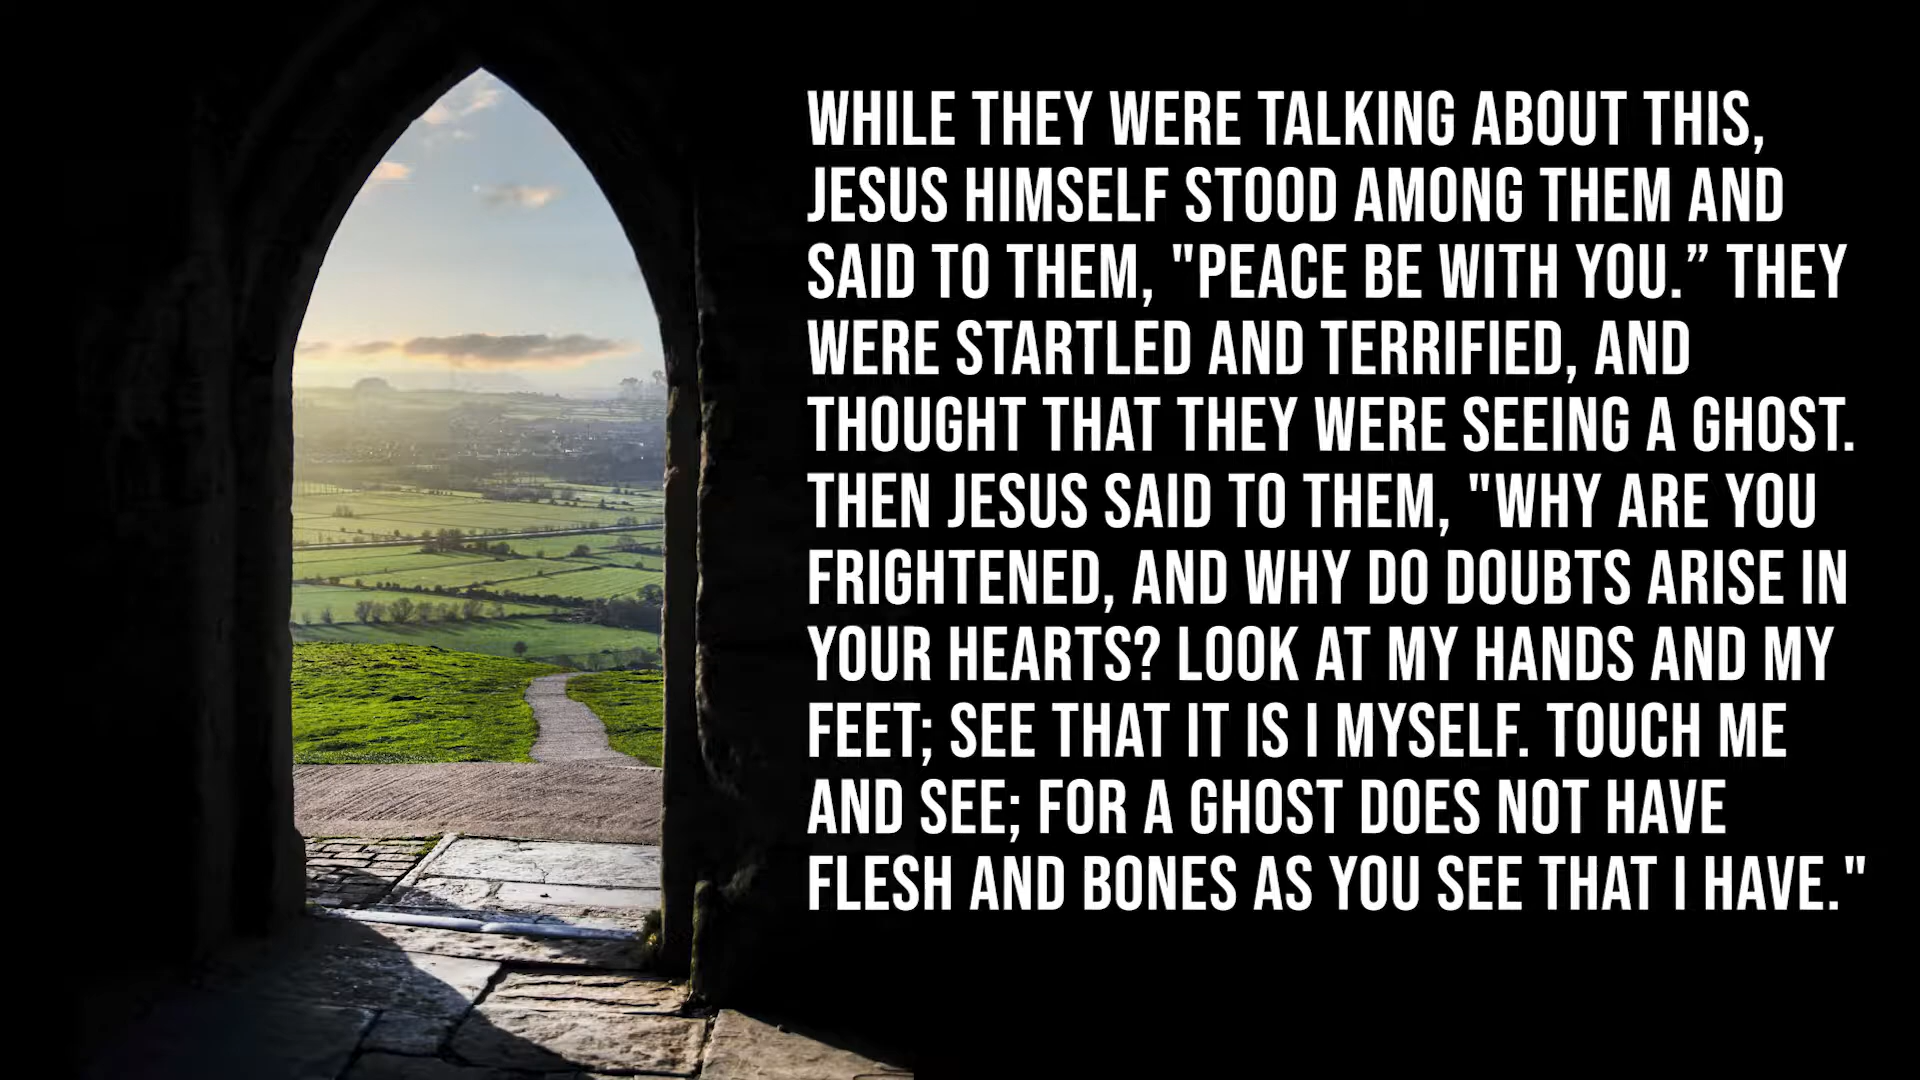 WHILE THEY WERE TALKING ABOUT THIS,
JESUS HIMSELF STOOD AMONG THEM AND
SAID TO THEM, "PEACE BE WITH YOU.” THEY
WERE STARTLED AND TERRIFIED, AND
THOUGHT THAT THEY WERE SEEING A GHOST.
THEN JESUS SAID TO THEM, "WHY ARE YOU
FRIGHTENED, AND WHY DO DOUBTS ARISE IN
YOUR HEARTS? LOOK AT MY HANDS AND MY
FEET; SEE THAT IT IS I MYSELF. TOUCH ME
AND SEE; FOR A GHOST DOES NOT HAVE
FLESH AND BONES AS YOU SEE THAT I HAVE."